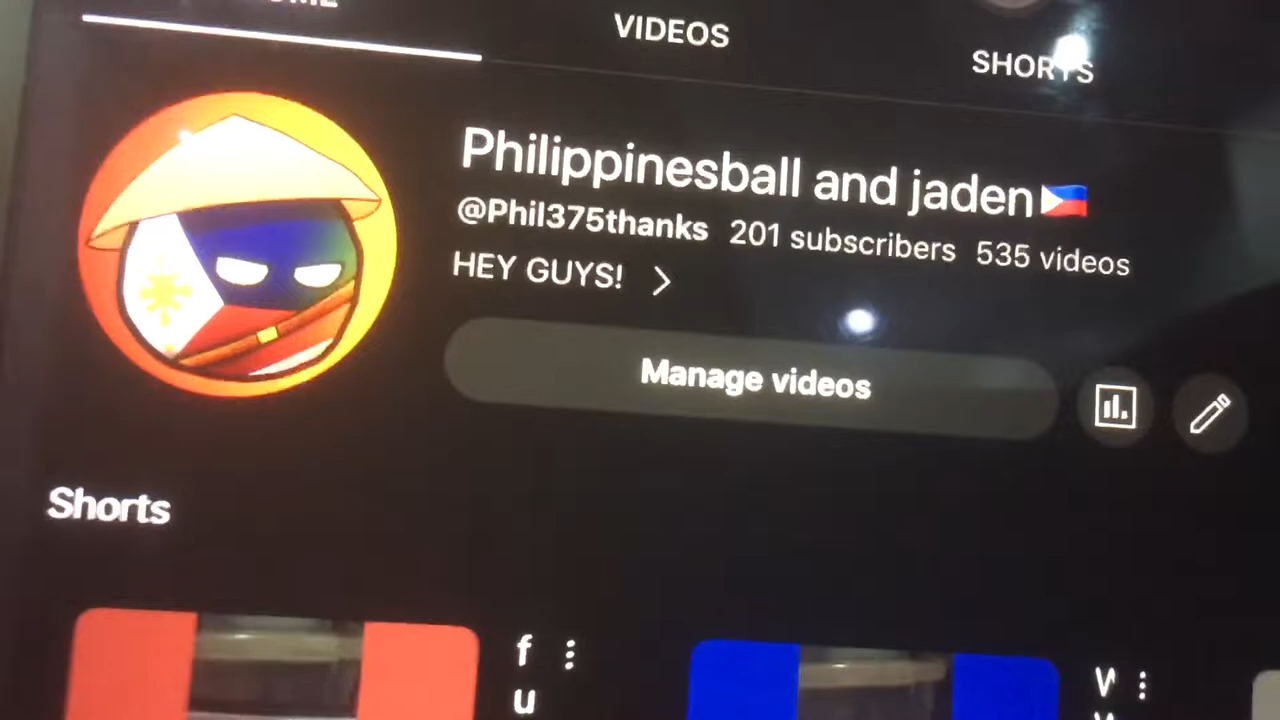 VIDEOS
SHORTS
Philippinesball and jaden🇵🇭
@Phil375thanks 201 subscribers 535 videos
HEY GUYS! >
Manage videos
Shorts
f
u